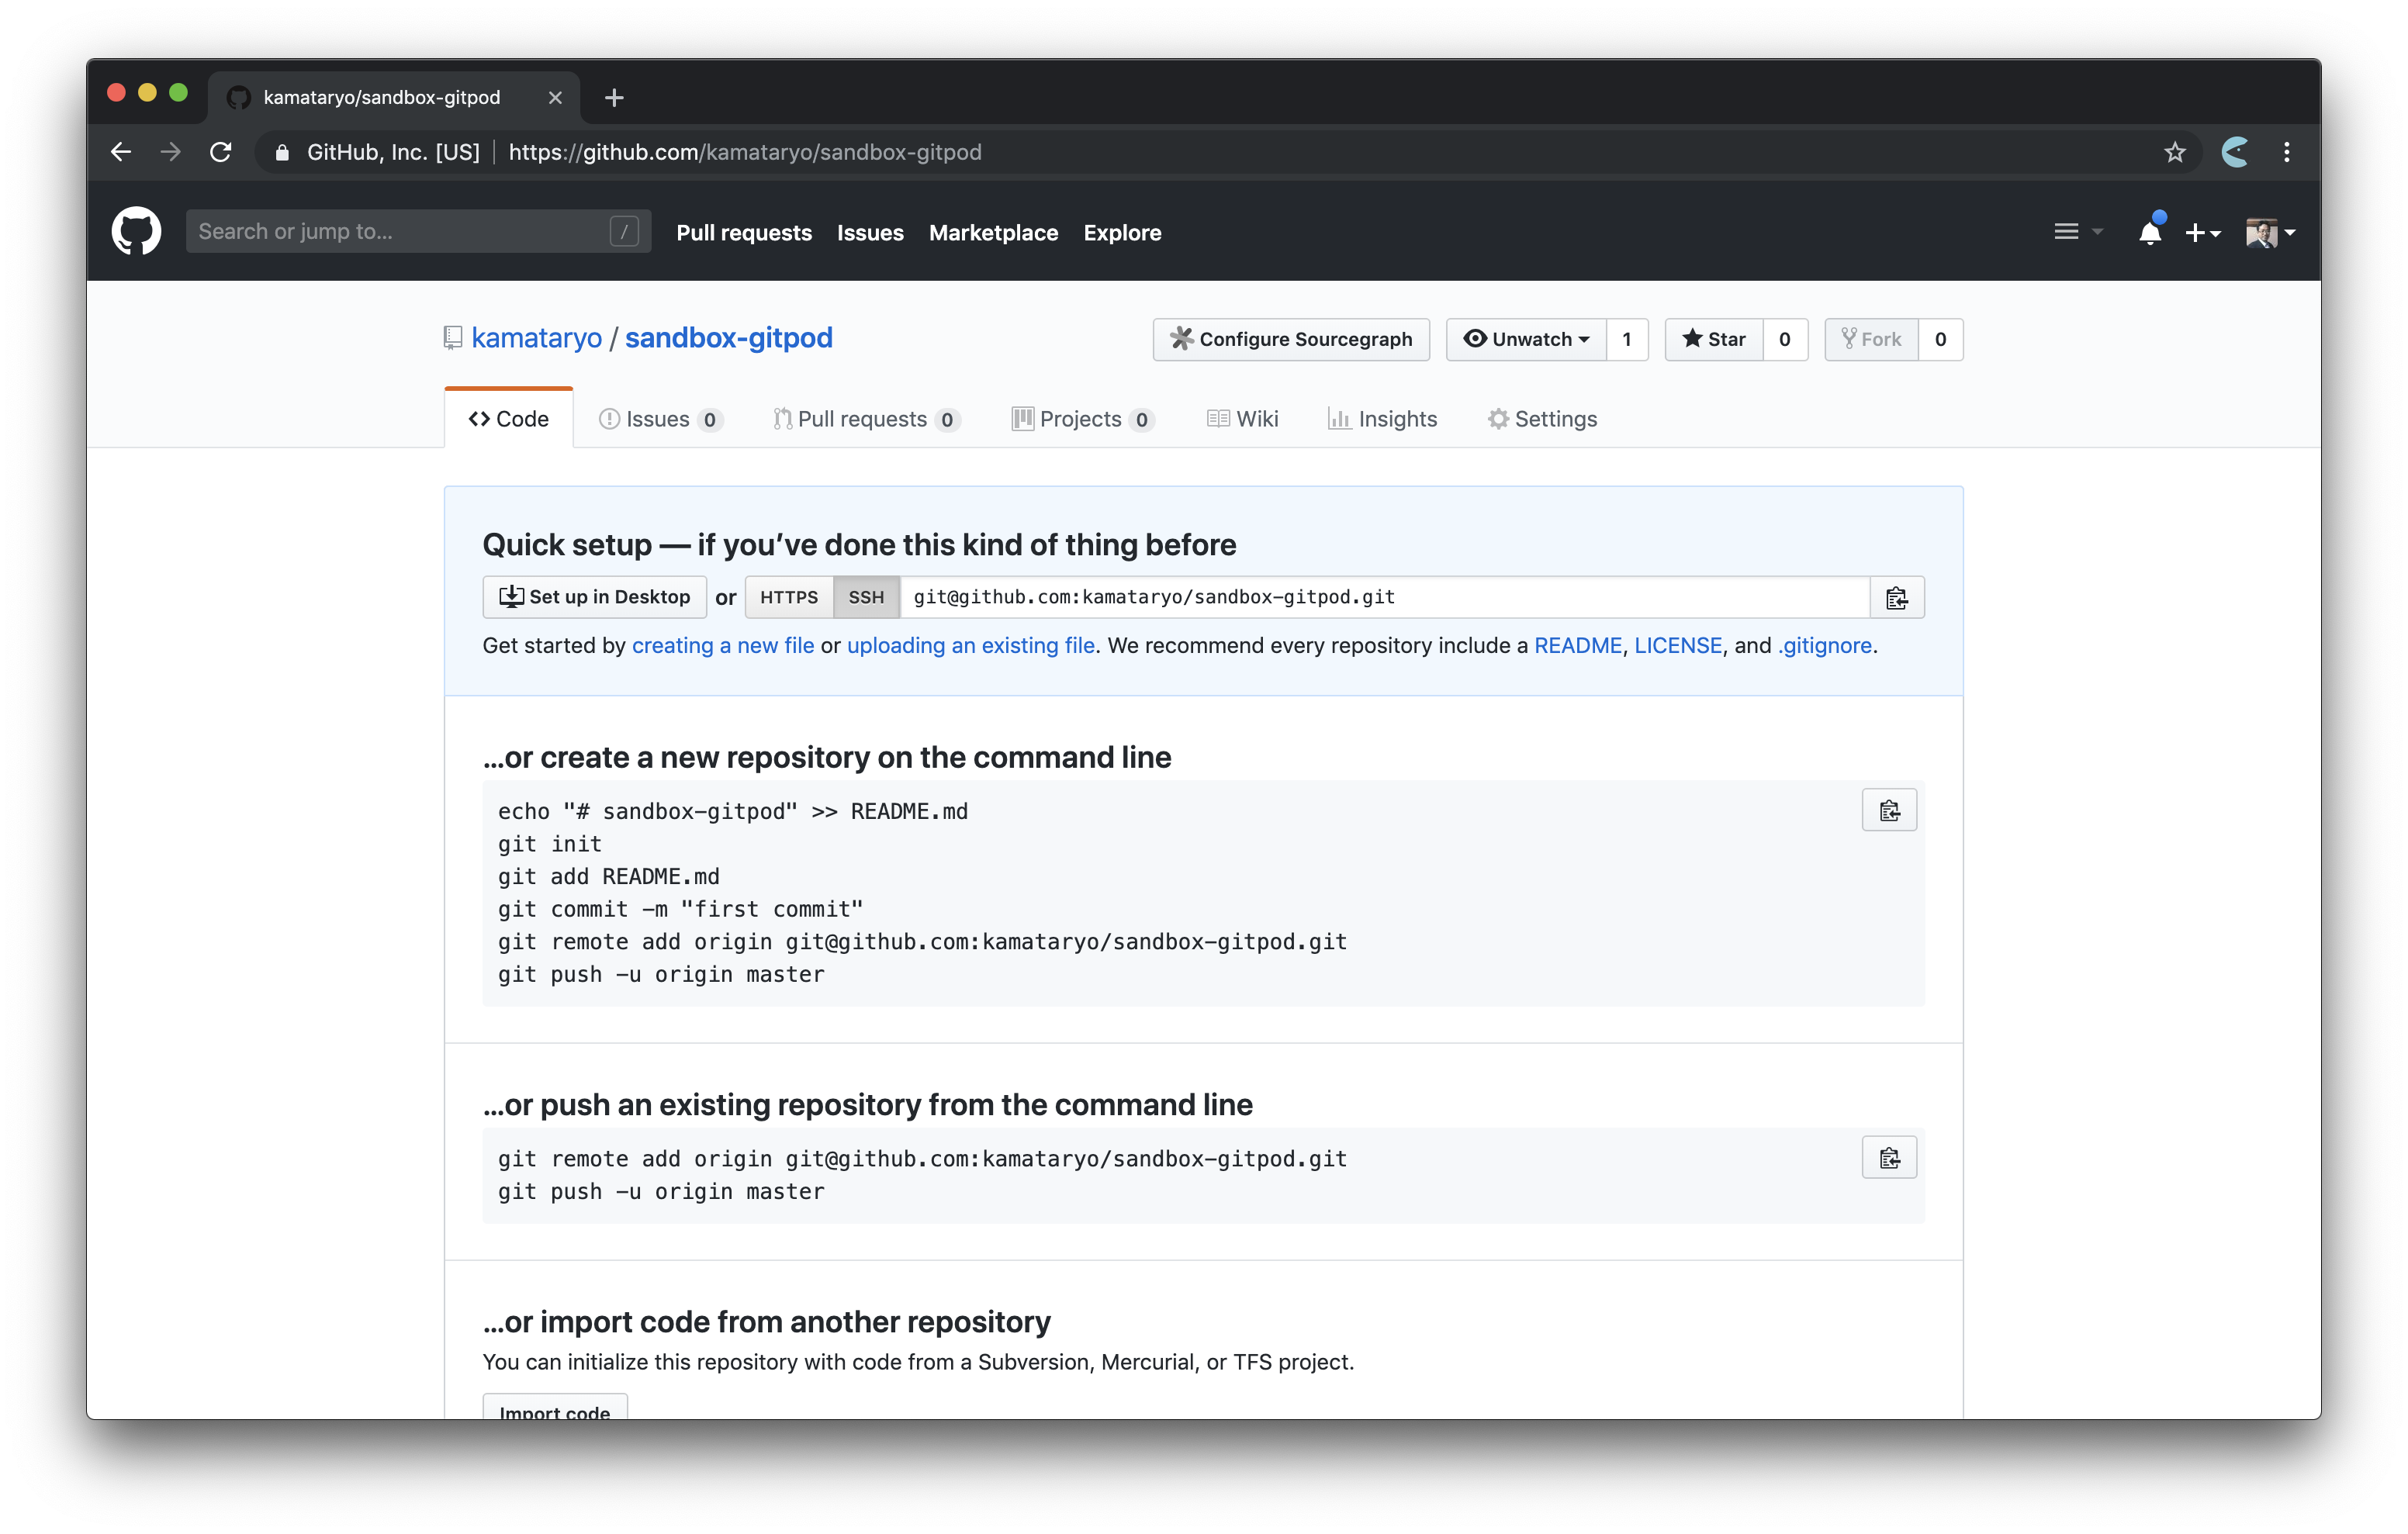 kamataryo/sandbox-gitpod
GitHub, Inc. [US] https://github.com/kamataryo/sandbox-gitpod
Search or jump to... / Pull requests Issues Marketplace Explore
kamataryo / sandbox-gitpod Configure Sourcegraph Unwatch 1 Star 0 Fork 0
<> Code Issues 0 Pull requests 0 Projects 0 Wiki Insights Settings
Quick setup — if you’ve done this kind of thing before
Set up in Desktop or HTTPS SSH git@github.com:kamataryo/sandbox-gitpod.git
Get started by creating a new file or uploading an existing file. We recommend every repository include a README, LICENSE, and .gitignore.
…or create a new repository on the command line
echo "# sandbox-gitpod" >> README.md
git init
git add README.md
git commit -m "first commit"
git remote add origin git@github.com:kamataryo/sandbox-gitpod.git
git push -u origin master
…or push an existing repository from the command line
git remote add origin git@github.com:kamataryo/sandbox-gitpod.git
git push -u origin master
…or import code from another repository
You can initialize this repository with code from a Subversion, Mercurial, or TFS project.
Import code